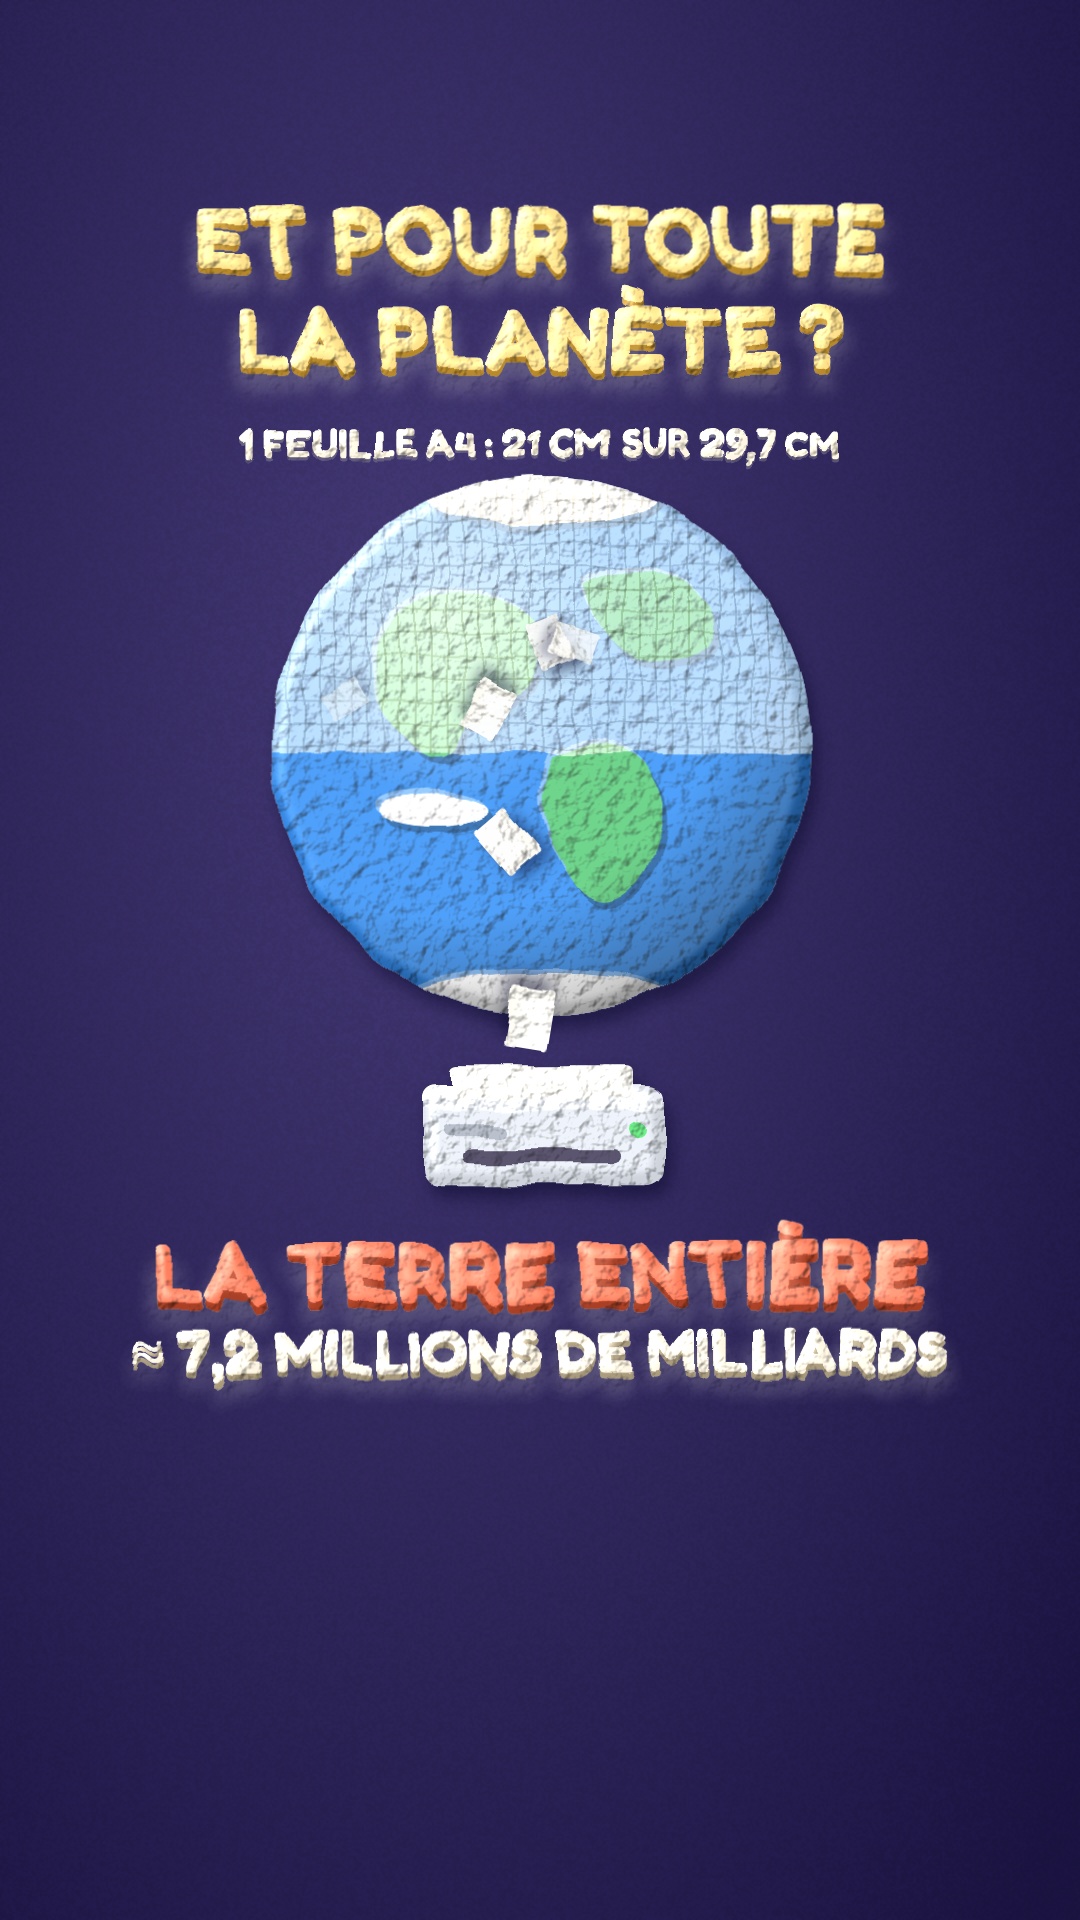 ET POUR TOUTE
LA PLANÈTE ?
1 FEUILLE A4 : 21 CM SUR 29,7 CM
LA TERRE ENTIÈRE
≈ 7,2 MILLIONS DE MILLIARDS